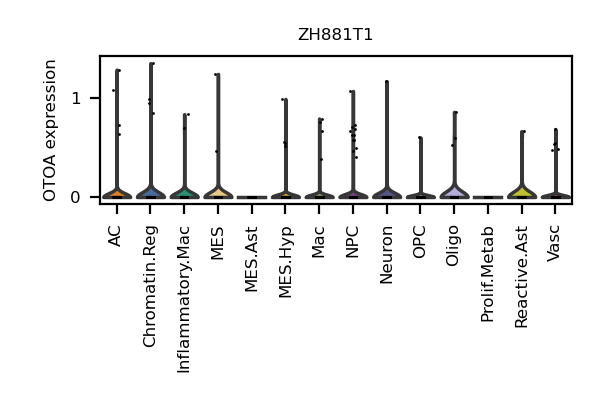 ZH881T1
OTOA expression
1
0
AC
Chromatin.Reg
Inflammatory.Mac
MES
MES.Ast
MES.Hyp
Mac
NPC
Neuron
OPC
Oligo
Prolif.Metab
Reactive.Ast
Vasc